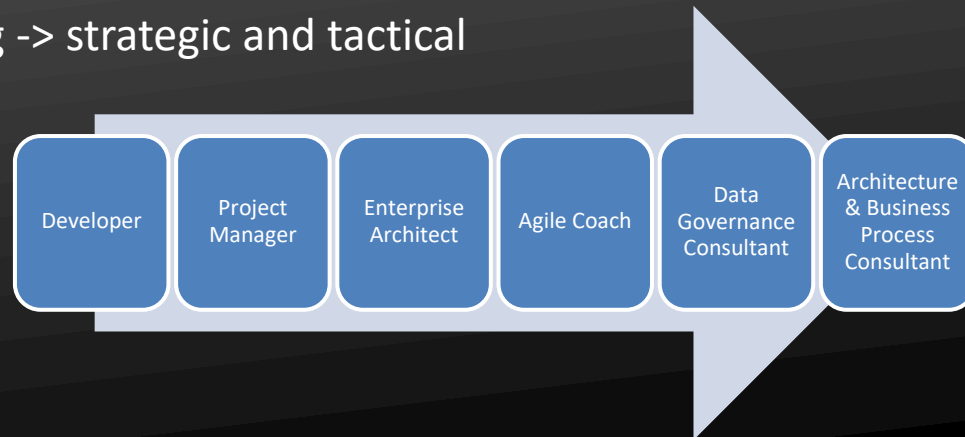 -> strategic and tactical
Developer
Project
Manager
Enterprise
Architect
Agile Coach
Data
Governance
Consultant
Architecture
& Business
Process
Consultant